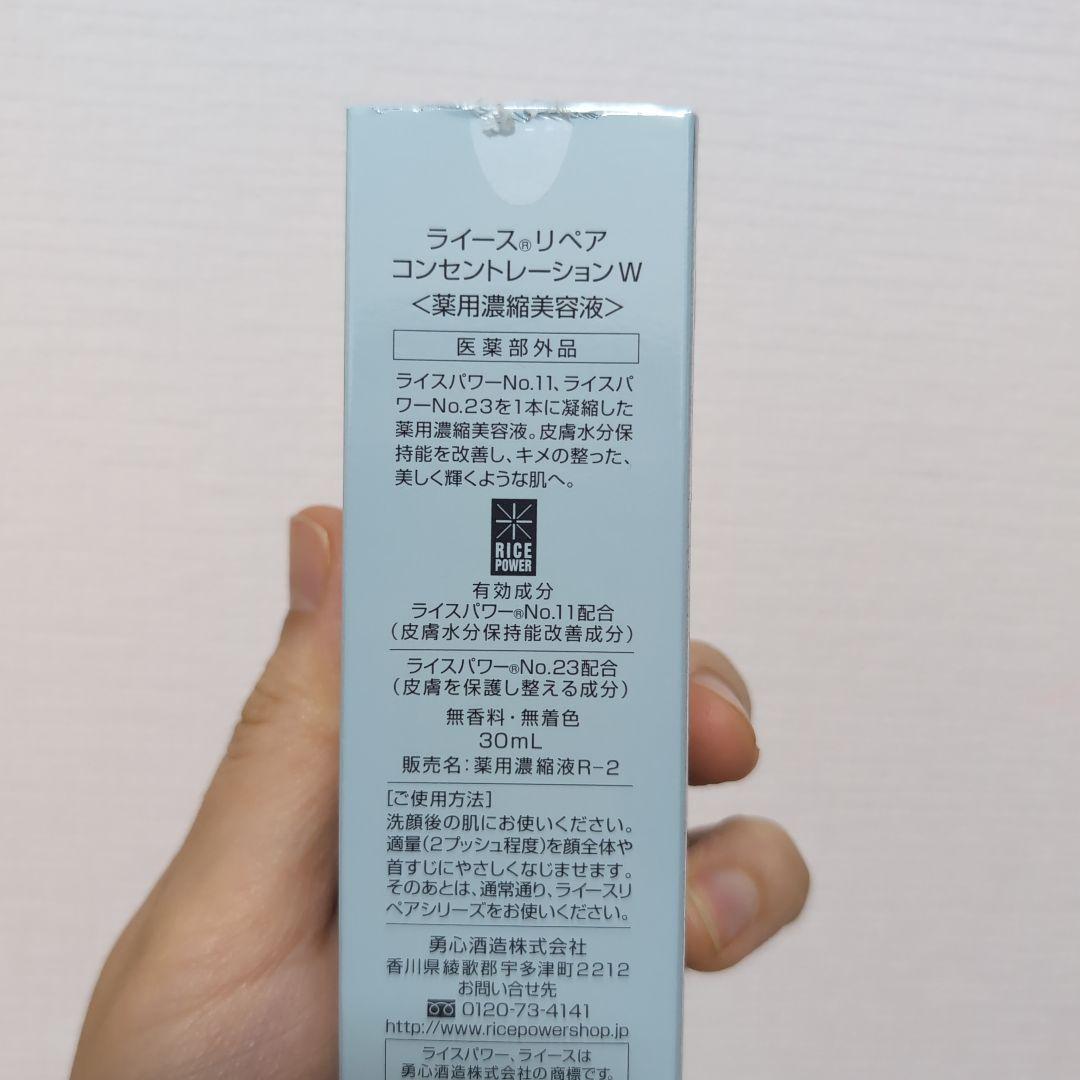 ライース®リペア
コンセントレーションW
<薬用濃縮美容液>
医薬部外品
ライスパワーNo.11、ライスパ
ワーNo.23を1本に凝縮した
薬用濃縮美容液。皮膚水分保
持能を改善し、キメの整った、
美しく輝くような肌へ。
RICE
POWER
有効成分
ライスパワー®No.11配合
(皮膚水分保持能改善成分)
ライスパワー®No.23配合
(皮膚を保護し整える成分)
無香料・無着色
30mL
販売名:薬用濃縮液R-2
[ご使用方法]
洗顔後の肌にお使いください。
適量(2プッシュ程度)を顔全体や
首すじにやさしくなじませます。
そのあとは、通常通り、ライースリ
ペアシリーズをお使いください。
勇心酒造株式会社
香川県綾歌郡宇多津町2212
お問い合せ先
0120-73-4141
http://www.ricepowershop.jp
ライスパワー、ライースは
勇心酒造株式会社の商標です。